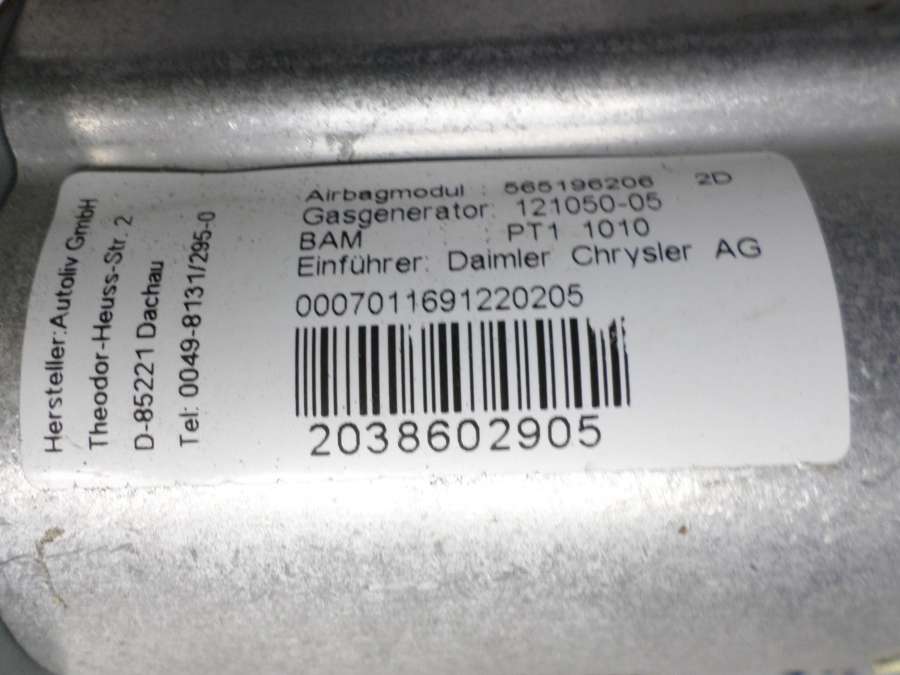 Hersteller:Autoliv GmbH
Theodor-Heuss-Str. 2
D-85221 Dachau
Tel: 0049-8131/295-0
Airbagmodul : 565196206 2D
Gasgenerator: 121050-05
BAM : PT1 1010
Einführer: Daimler Chrysler AG
0007011691220205
2038602905